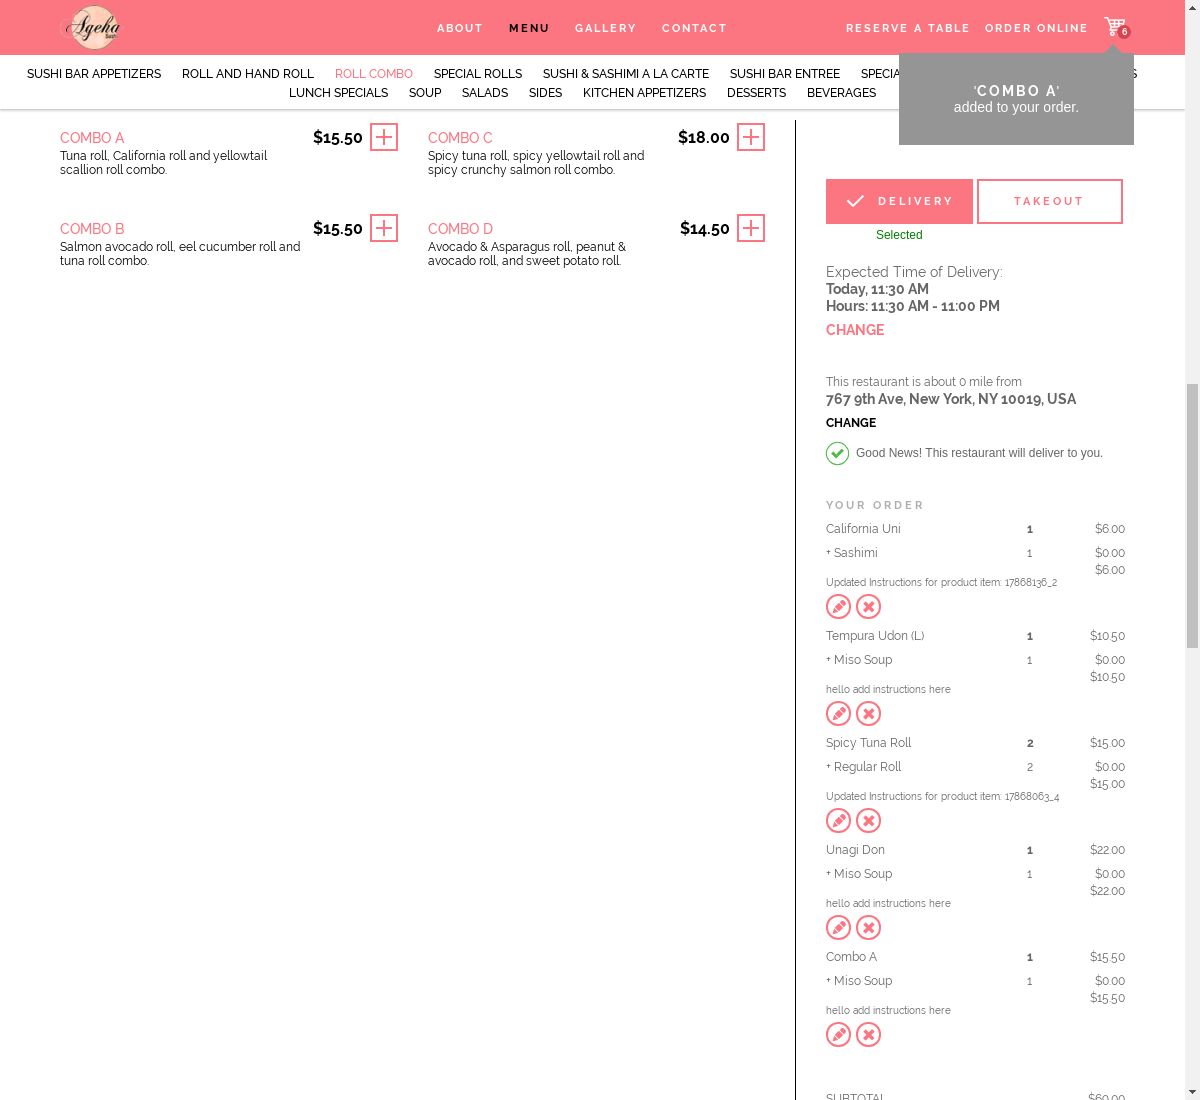 Ageha
ABOUT MENU GALLERY CONTACT RESERVE A TABLE ORDER ONLINE 6
SUSHI BAR APPETIZERS ROLL AND HAND ROLL ROLL COMBO SPECIAL ROLLS SUSHI & SASHIMI A LA CARTE SUSHI BAR ENTREE
LUNCH SPECIALS SOUP SALADS SIDES KITCHEN APPETIZERS DESSERTS BEVERAGES
'COMBO A'
added to your order.
COMBO A $15.50
Tuna roll, California roll and yellowtail
scallion roll combo.
COMBO C $18.00
Spicy tuna roll, spicy yellowtail roll and
spicy crunchy salmon roll combo.
COMBO B $15.50
Salmon avocado roll, eel cucumber roll and
tuna roll combo.
COMBO D $14.50
Avocado & Asparagus roll, peanut &
avocado roll, and sweet potato roll.
DELIVERY TAKEOUT
Selected
Expected Time of Delivery:
Today, 11:30 AM
Hours: 11:30 AM - 11:00 PM
CHANGE
This restaurant is about 0 mile from
767 9th Ave, New York, NY 10019, USA
CHANGE
Good News! This restaurant will deliver to you.
YOUR ORDER
California Uni 1 $6.00
+ Sashimi 1 $0.00
$6.00
Updated Instructions for product item: 17868136_2
Tempura Udon (L) 1 $10.50
+ Miso Soup 1 $0.00
$10.50
hello add instructions here
Spicy Tuna Roll 2 $15.00
+ Regular Roll 2 $0.00
$15.00
Updated Instructions for product item: 17868063_4
Unagi Don 1 $22.00
+ Miso Soup 1 $0.00
$22.00
hello add instructions here
Combo A 1 $15.50
+ Miso Soup 1 $0.00
$15.50
hello add instructions here
SUBTOTAL $69.00